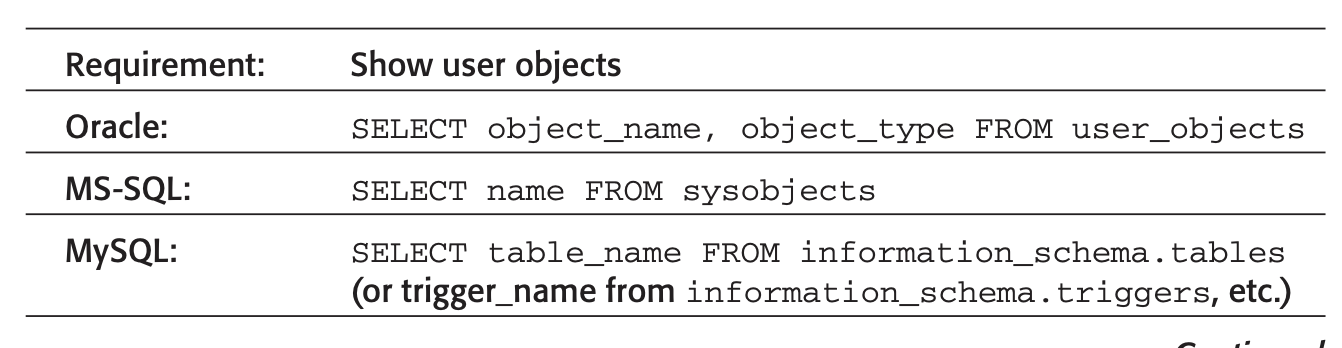 Requirement: Show user objects
Oracle: SELECT object_name, object_type FROM user_objects
MS-SQL: SELECT name FROM sysobjects
MySQL: SELECT table_name FROM information_schema.tables
(or trigger_name from information_schema.triggers, etc.)